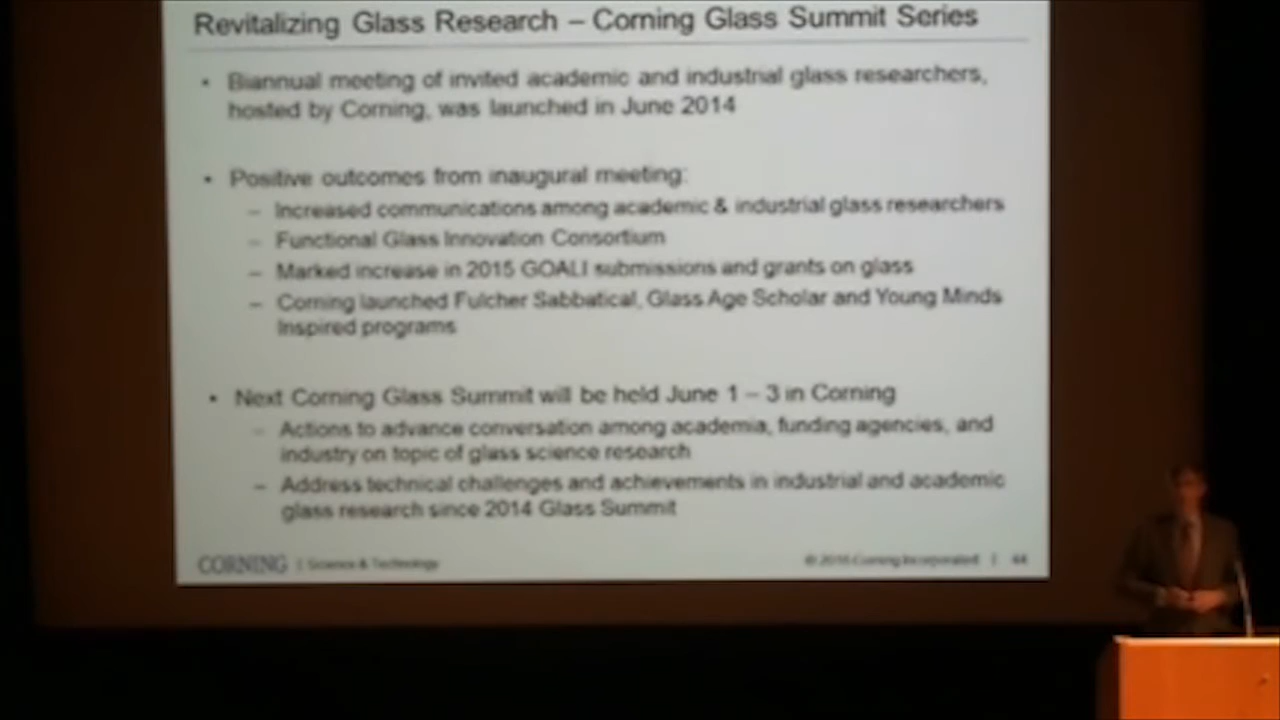 Revitalizing Glass Research – Corning Glass Summit Series
• Biannual meeting of invited academic and industrial glass researchers,
hosted by Corning, was launched in June 2014
• Positive outcomes from inaugural meeting:
– Increased communications among academic & industrial glass researchers
– Functional Glass Innovation Consortium
– Marked increase in 2015 GOALI submissions and grants on glass
– Corning launched Fulcher Sabbatical, Glass Age Scholar and Young Minds
Inspired programs
• Next Corning Glass Summit will be held June 1 – 3 in Corning
– Actions to advance conversation among academia, funding agencies, and
industry on topic of glass science research
– Address technical challenges and achievements in industrial and academic
glass research since 2014 Glass Summit
CORNING | Science & Technology
© 2016 Corning Incorporated | 44